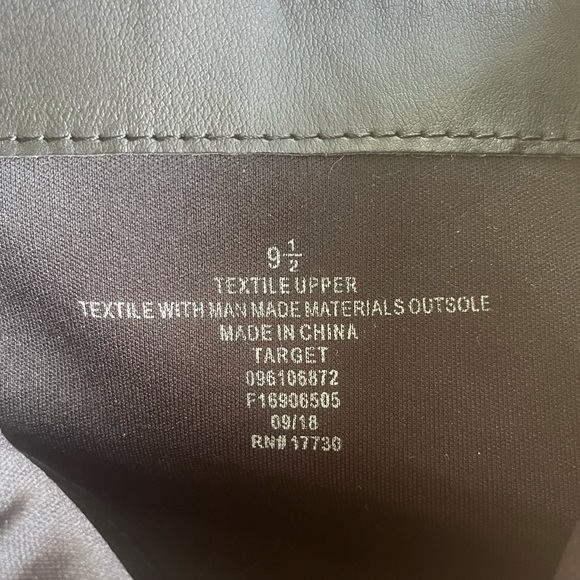 9 1/2
TEXTILE UPPER
TEXTILE WITH MAN MADE MATERIALS OUTSOLE
MADE IN CHINA
TARGET
096106872
F16906505
09/18
RN# 17730